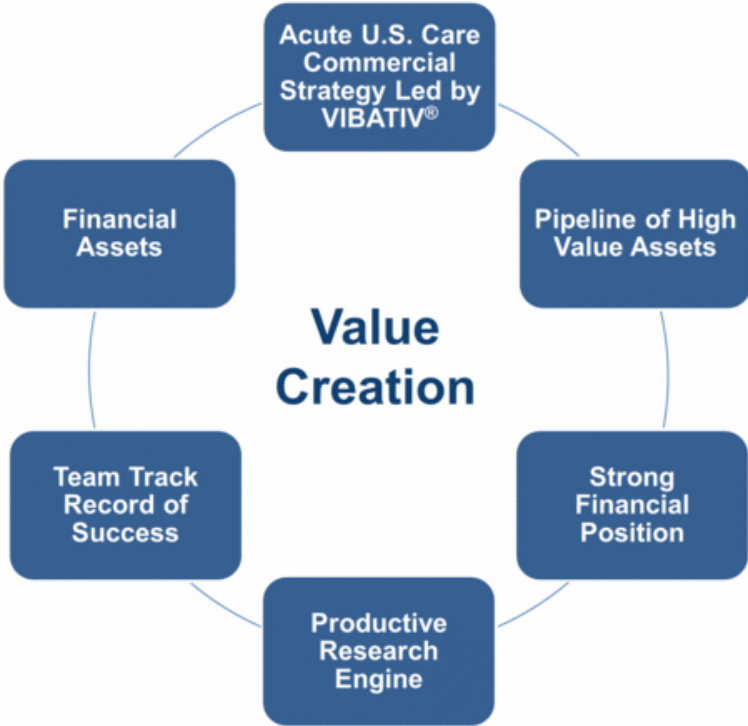 Acute U.S. Care
Commercial
Strategy Led by
VIBATIV®
Pipeline of High
Value Assets
Strong
Financial
Position
Productive
Research
Engine
Team Track
Record of
Success
Financial
Assets
Value
Creation